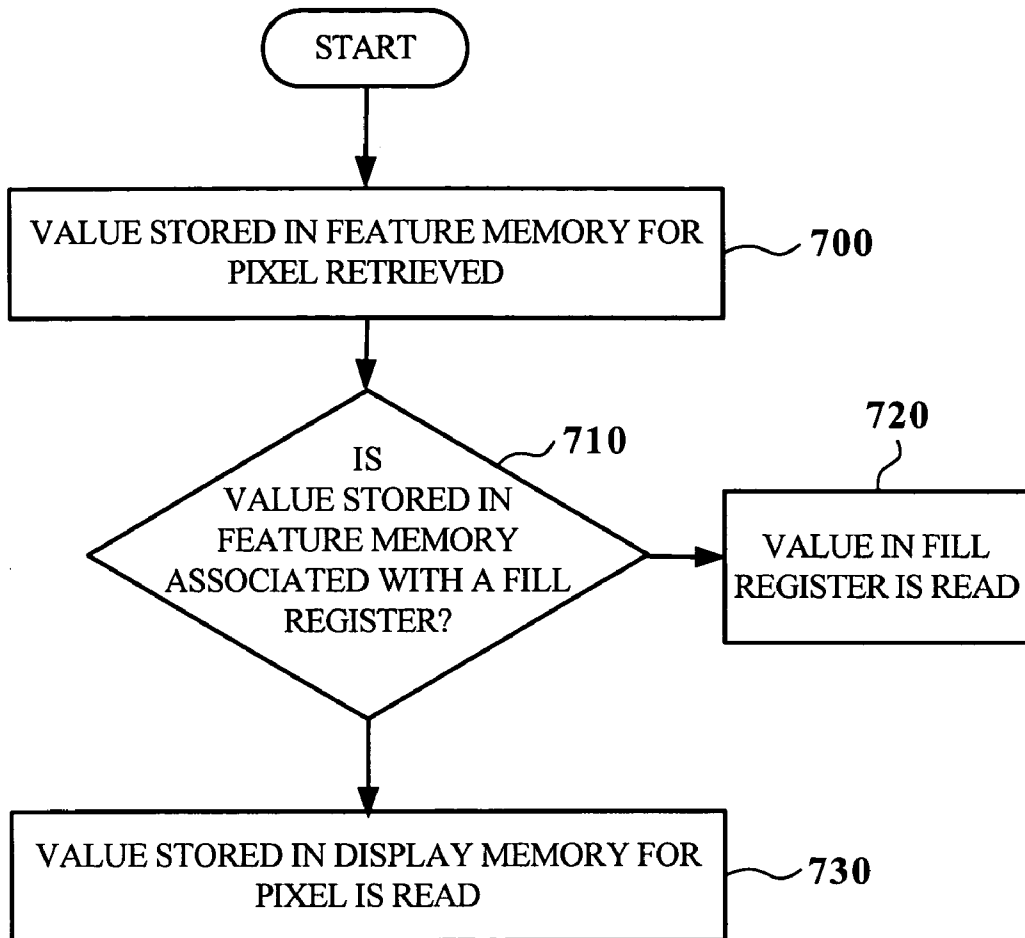 START
VALUE STORED IN FEATURE MEMORY FOR
PIXEL RETRIEVED
700
IS
VALUE STORED IN
FEATURE MEMORY
ASSOCIATED WITH A FILL
REGISTER?
710
720
VALUE IN FILL
REGISTER IS READ
VALUE STORED IN DISPLAY MEMORY FOR
PIXEL IS READ
730